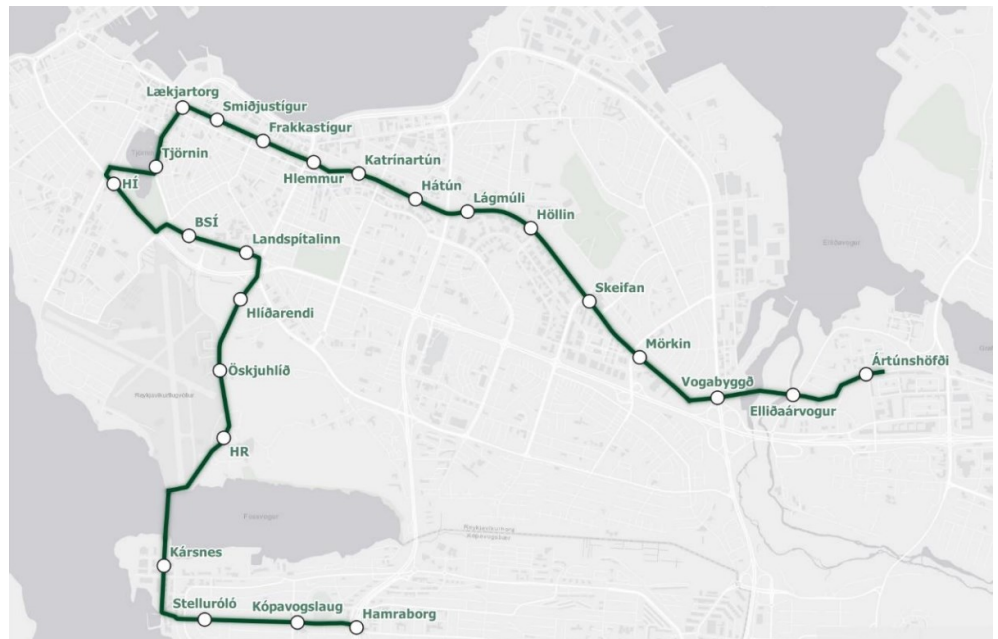 Lækjartorg
Smiðjustígur
Frakkastígur
Hlemmur
Katrínartún
Hátún
Lágmúli
Höllin
Skeifan
Mörkin
Vogabyggð
Elliðaárvogur
Ártúnshöfði
Tjörnin
HÍ
BSÍ
Landspítalinn
Hlíðarendi
Öskjuhlíð
HR
Kársnes
Stelluróló
Kópavogslaug
Hamraborg